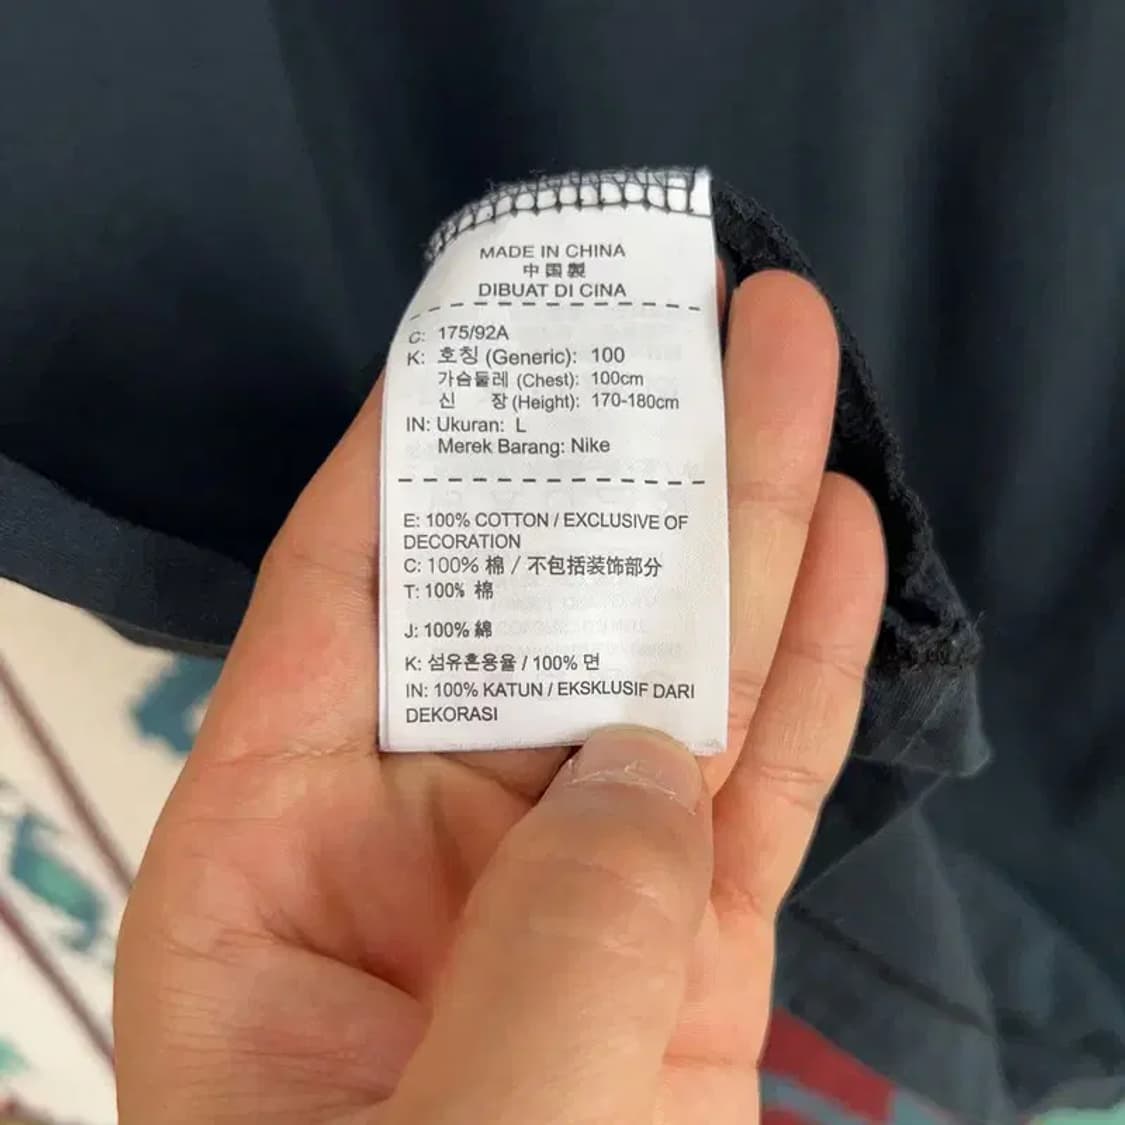 MADE IN CHINA
中国製
DIBUAT DI CINA
C: 175/92A
K: 호칭 (Generic): 100
가슴둘레 (Chest): 100cm
신 장 (Height): 170-180cm
IN: Ukuran: L
Merek Barang: Nike
E: 100% COTTON / EXCLUSIVE OF
DECORATION
C: 100% 棉 / 不包括装饰部分
T: 100% 棉
J: 100% 綿
K: 섬유혼용율 / 100% 면
IN: 100% KATUN / EKSKLUSIF DARI
DEKORASI